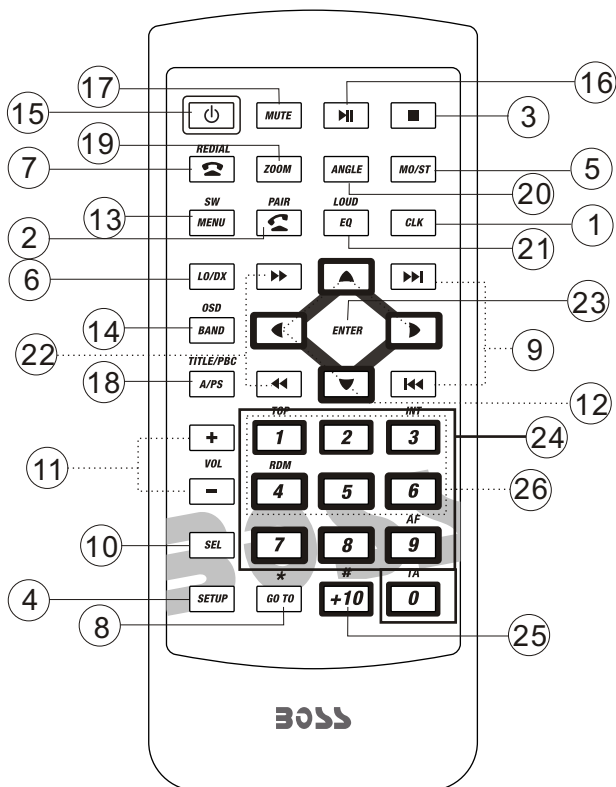 17 16
15 MUTE 3
19
REDIAL
7 ZOOM ANGLE MO/ST 5
20
SW PAIR LOUD
13 MENU EQ CLK 1
2 21
6 LO/DX
23
OSD
14 BAND ENTER
22 9
TITLE/PBC
18 A/PS 12
TOP INT
+ 1 2 3 24
11 VOL RDM
- 4 5 6 26
AF
10 SEL 7 8 9
BOSS
* # TA
4 SETUP GO TO +10 0
8 25
BOSS